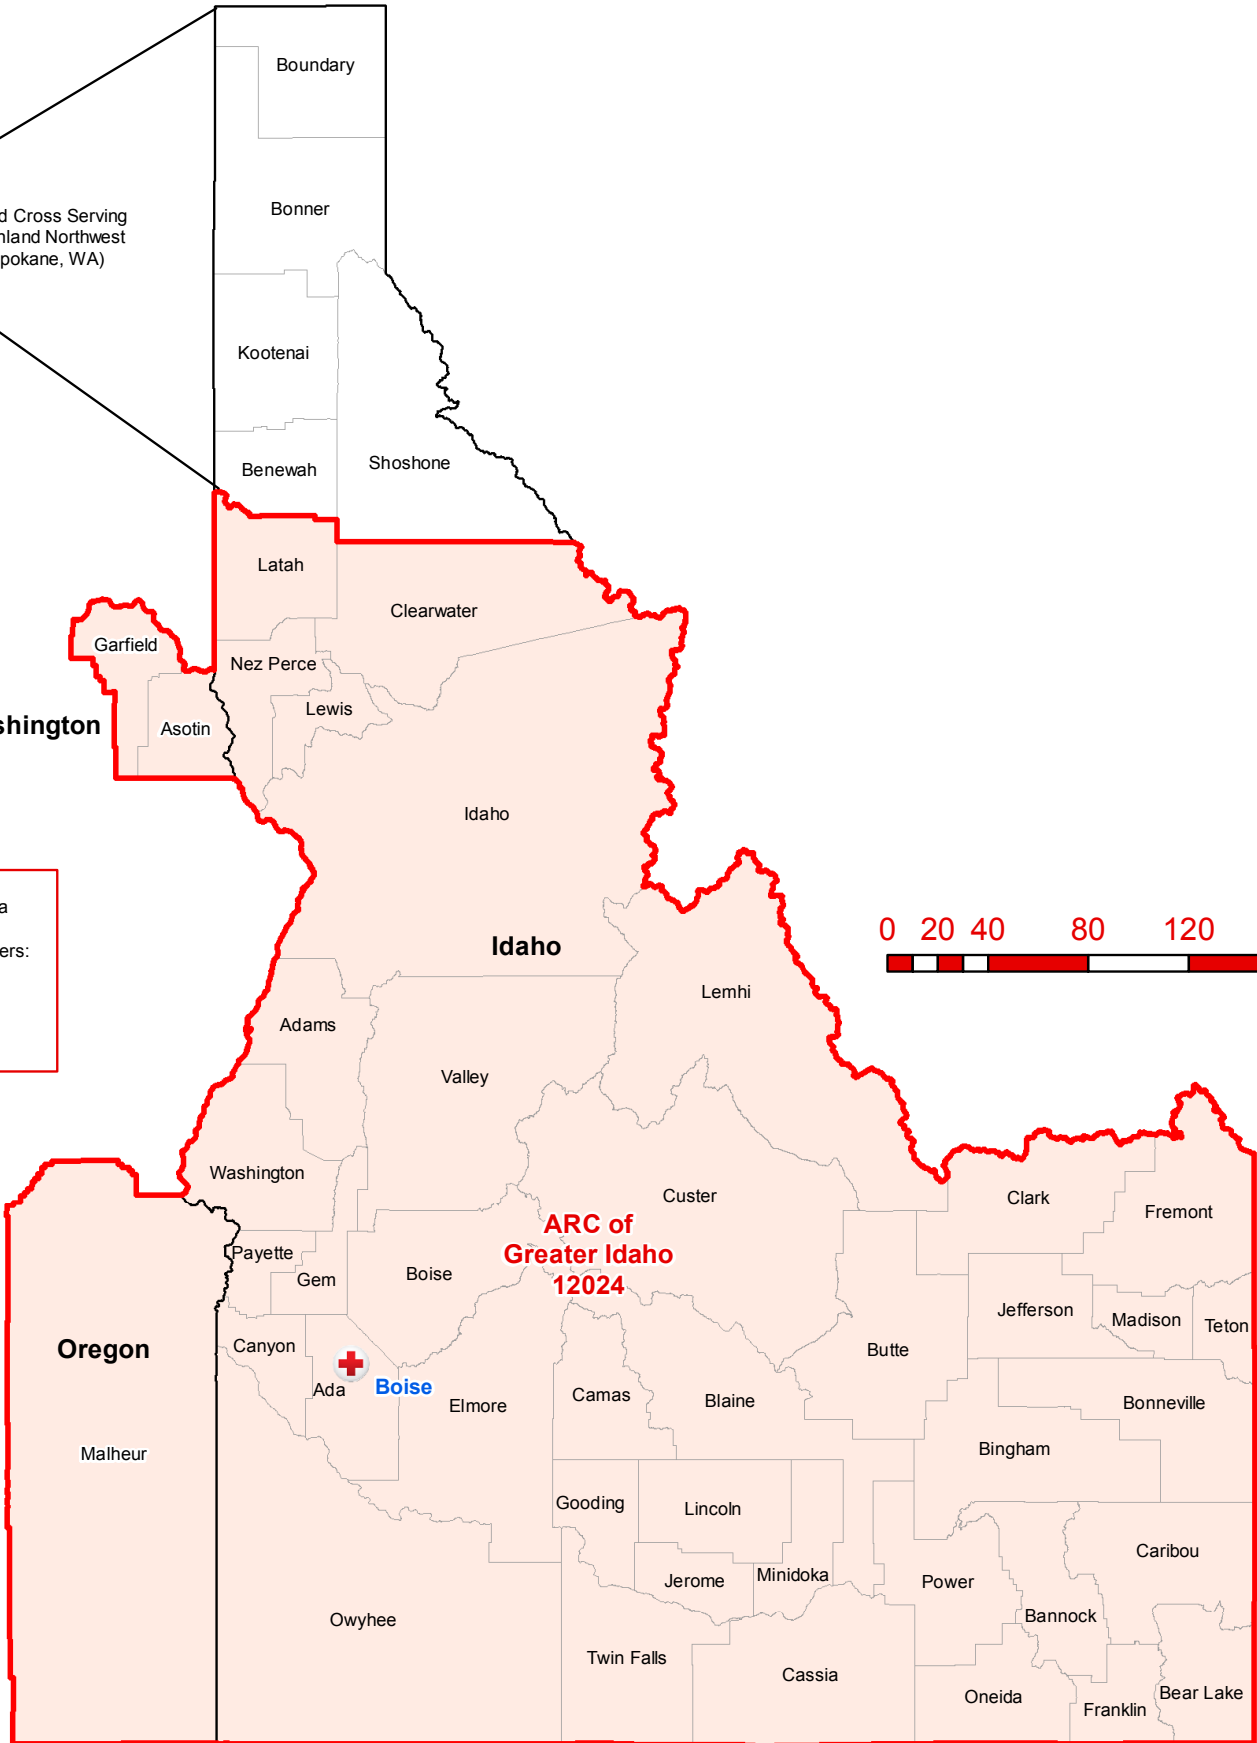 Boundary
Bonner
d Cross Serving
nland Northwest
pokane, WA)
Kootenai
Benewah
Shoshone
Latah
Clearwater
Garfield
Nez Perce
Lewis
shington
Asotin
Idaho
a
ers:
Idaho
0 20 40 80 120
Lemhi
Adams
Valley
Washington
Custer
Clark
Fremont
ARC of
Greater Idaho
12024
Payette
Gem
Boise
Jefferson
Madison
Teton
Oregon
Canyon
Butte
Ada
Boise
Elmore
Camas
Blaine
Bonneville
Malheur
Bingham
Gooding
Lincoln
Caribou
Jerome
Minidoka
Power
Owyhee
Bannock
Twin Falls
Cassia
Oneida
Franklin
Bear Lake